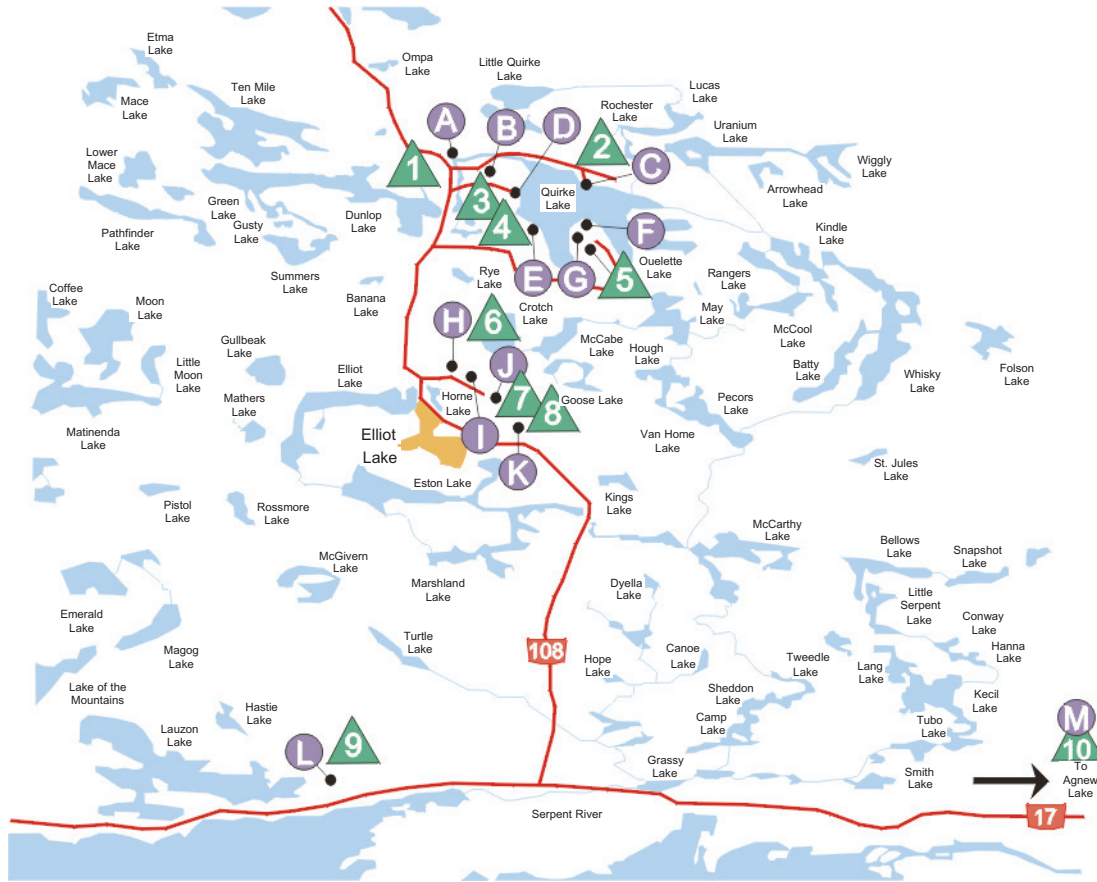 Etma
Lake
Ompa
Lake
Little Quirke
Lake
Mace
Lake
Ten Mile
Lake
Lucas
Lake
Rochester
Lake
A
B
D
2
Uranium
Lake
1
C
Wiggly
Lake
Lower
Mace
Lake
Arrowhead
Lake
Quirke
Lake
3
Green
Lake
Gusty
Lake
Dunlop
Lake
4
F
Pathfinder
Lake
Kindle
Lake
Summers
Lake
Rye
Lake
E
G
5
Ouelette
Lake
Rangers
Lake
Banana
Lake
Coffee
Lake
Moon
Lake
Crotch
Lake
May
Lake
H
6
McCool
Lake
McCabe
Lake
Hough
Lake
Gullbeak
Lake
Little
Moon
Lake
Elliot
Lake
J
Batty
Lake
Whisky
Lake
Folson
Lake
Mathers
Lake
Horne
Lake
7
8
Goose Lake
Pecors
Lake
Matinenda
Lake
Elliot
Lake
I
Van Home
Lake
K
St. Jules
Lake
Eston Lake
Pistol
Lake
Rossmore
Lake
Kings
Lake
McCarthy
Lake
Bellows
Lake
Snapshot
Lake
McGivern
Lake
Marshland
Lake
Dyella
Lake
Little
Serpent
Lake
Emerald
Lake
Conway
Lake
Turtle
Lake
Magog
Lake
108
Hope
Lake
Canoe
Lake
Tweedle
Lake
Lang
Lake
Hanna
Lake
Lake of the
Mountains
Sheddon
Lake
Kecil
Lake
Hastie
Lake
Camp
Lake
Tubo
Lake
M
Lauzon
Lake
L
9
10
Grassy
Lake
Smith
Lake
To
Agnew
Lake
Serpent River
17